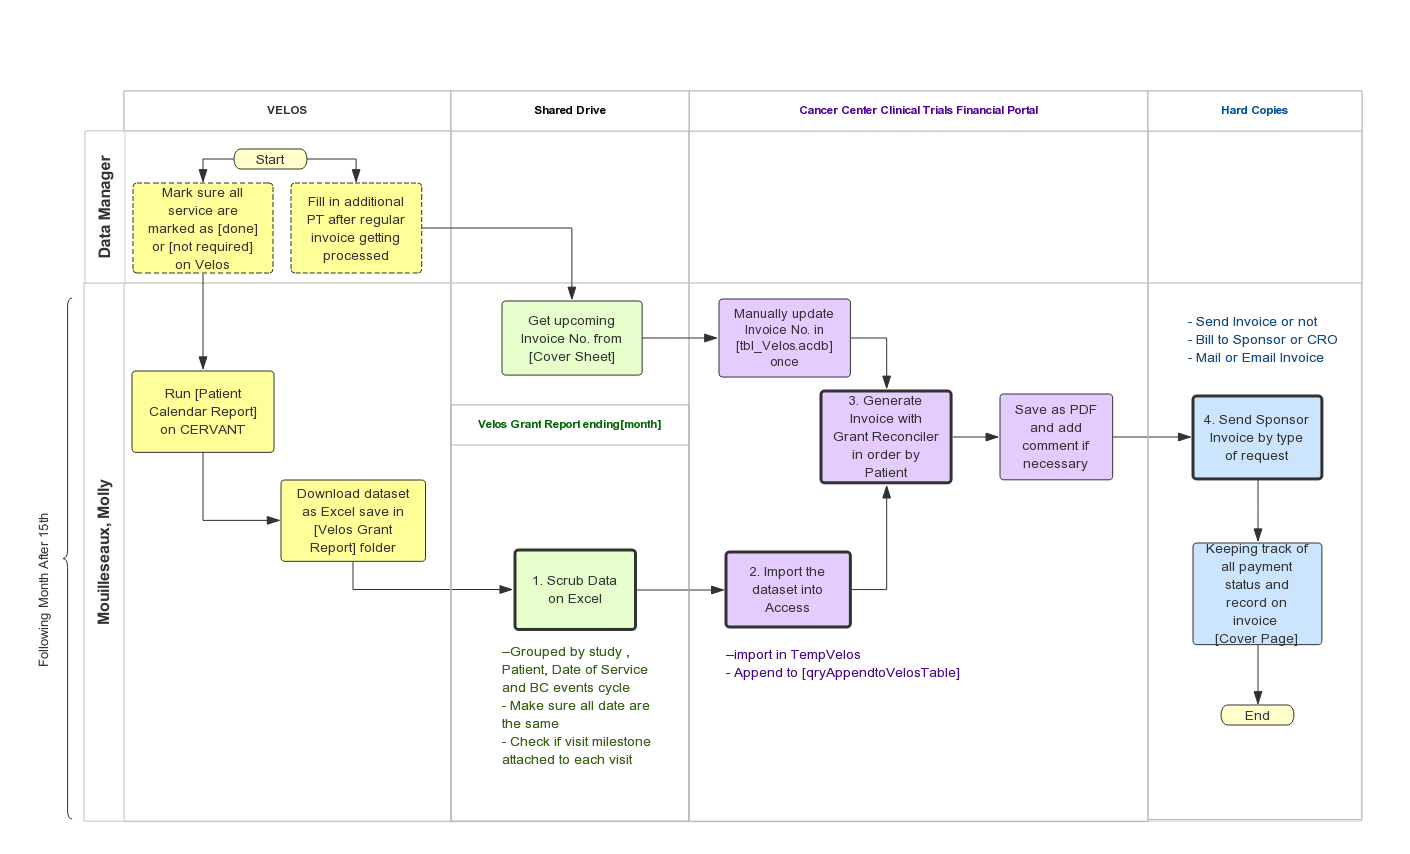 VELOS
Shared Drive
Cancer Center Clinical Trials Financial Portal
Hard Copies
Data Manager
Start
Mark sure all
service are
marked as [done]
or [not required]
on Velos
Fill in additional
PT after regular
invoice getting
processed
Following Month After 15th
Mouilleseaux, Molly
Get upcoming
Invoice No. from
[Cover Sheet]
Manually update
Invoice No. in
[tbl_Velos.acdb]
once
- Send Invoice or not
- Bill to Sponsor or CRO
- Mail or Email Invoice
Run [Patient
Calendar Report]
on CERVANT
Velos Grant Report ending[month]
3. Generate
Invoice with
Grant Reconciler
in order by
Patient
Save as PDF
and add
comment if
necessary
4. Send Sponsor
Invoice by type
of request
Download dataset
as Excel save in
[Velos Grant
Report] folder
1. Scrub Data
on Excel
2. Import the
dataset into
Access
Keeping track of
all payment
status and
record on
invoice
[Cover Page]
–Grouped by study ,
Patient, Date of Service
and BC events cycle
- Make sure all date are
the same
- Check if visit milestone
attached to each visit
–import in TempVelos
- Append to [qryAppendtoVelosTable]
End